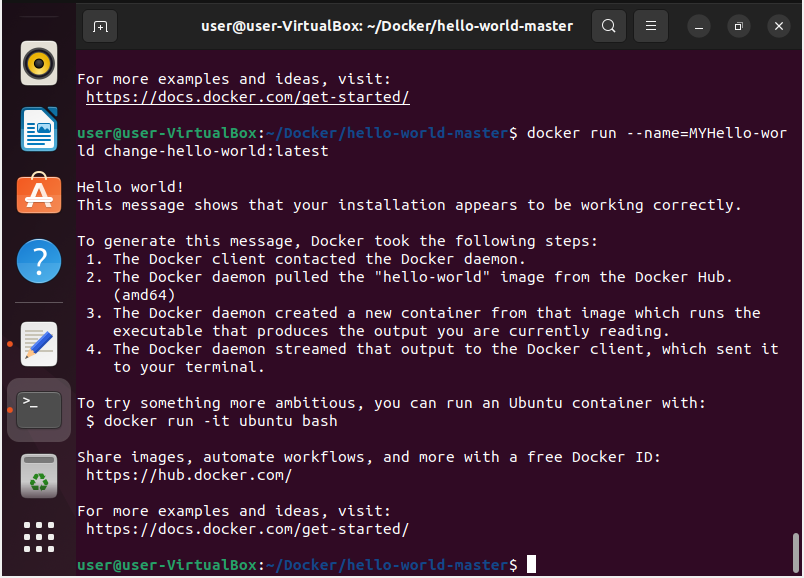 user@user-VirtualBox: ~/Docker/hello-world-master
For more examples and ideas, visit:
https://docs.docker.com/get-started/
user@user-VirtualBox:~/Docker/hello-world-master$ docker run --name=MYHello-wor
ld change-hello-world:latest
Hello world!
This message shows that your installation appears to be working correctly.
To generate this message, Docker took the following steps:
1. The Docker client contacted the Docker daemon.
2. The Docker daemon pulled the "hello-world" image from the Docker Hub.
(amd64)
3. The Docker daemon created a new container from that image which runs the
executable that produces the output you are currently reading.
4. The Docker daemon streamed that output to the Docker client, which sent it
to your terminal.
To try something more ambitious, you can run an Ubuntu container with:
$ docker run -it ubuntu bash
Share images, automate workflows, and more with a free Docker ID:
https://hub.docker.com/
For more examples and ideas, visit:
https://docs.docker.com/get-started/
user@user-VirtualBox:~/Docker/hello-world-master$